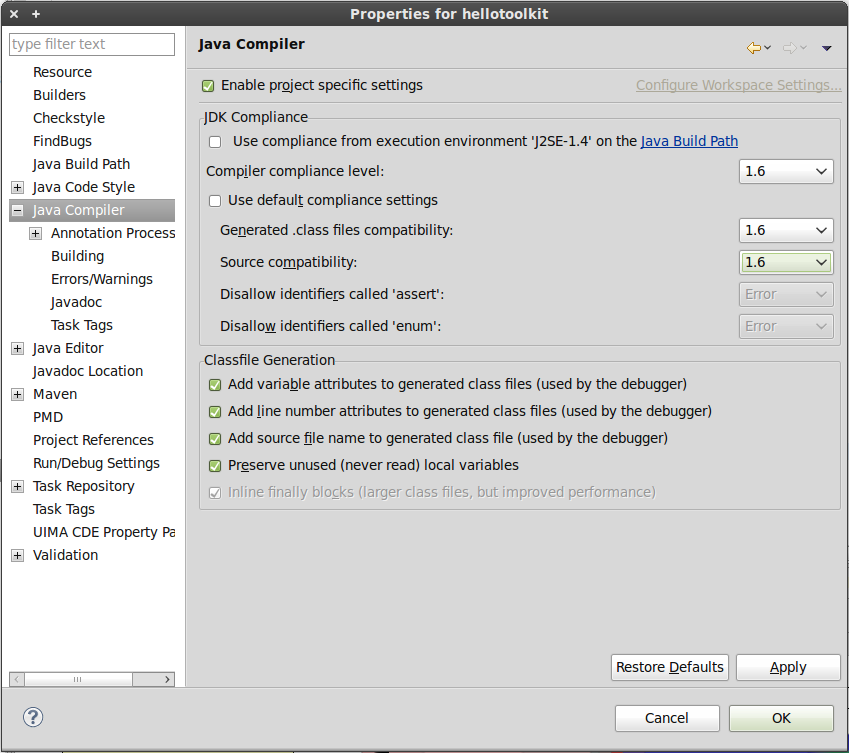 Properties for hellotoolkit
type filter text
Resource
Builders
Checkstyle
FindBugs
Java Build Path
Java Code Style
Java Compiler
Annotation Process
Building
Errors/Warnings
Javadoc
Task Tags
Java Editor
Javadoc Location
Maven
PMD
Project References
Run/Debug Settings
Task Repository
Task Tags
UIMA CDE Property Pa
Validation
Java Compiler
Enable project specific settings
Configure Workspace Settings...
JDK Compliance
Use compliance from execution environment 'J2SE-1.4' on the Java Build Path
Compiler compliance level: 1.6
Use default compliance settings
Generated .class files compatibility: 1.6
Source compatibility: 1.6
Disallow identifiers called 'assert': Error
Disallow identifiers called 'enum': Error
Classfile Generation
Add variable attributes to generated class files (used by the debugger)
Add line number attributes to generated class files (used by the debugger)
Add source file name to generated class file (used by the debugger)
Preserve unused (never read) local variables
Inline finally blocks (larger class files, but improved performance)
Restore Defaults Apply
Cancel OK